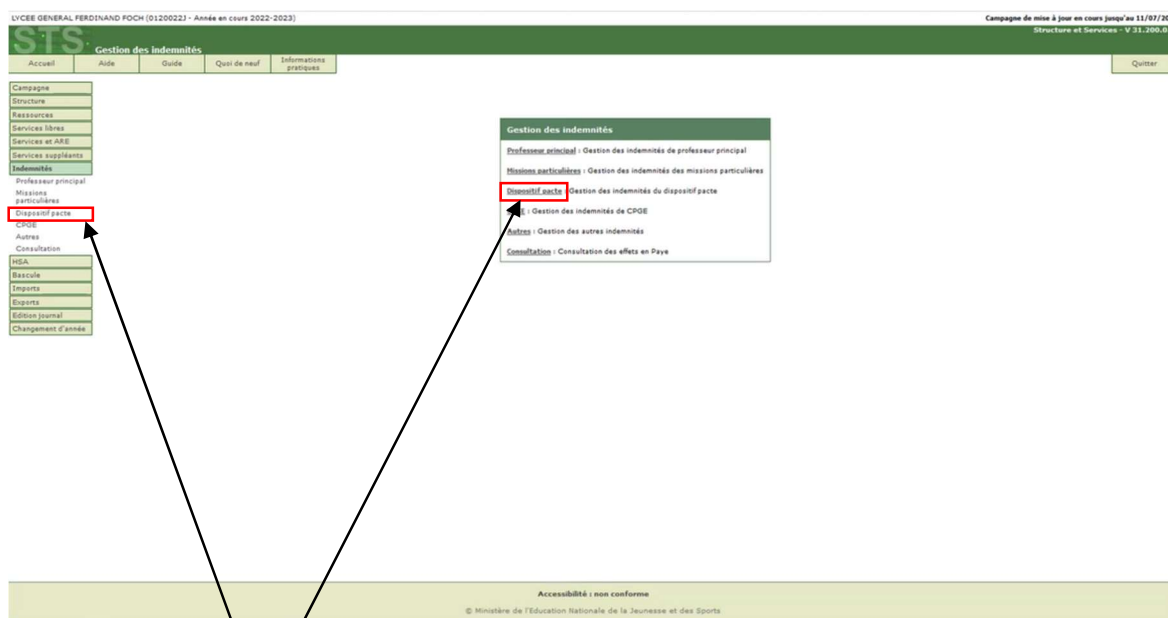 LYCEE GENERAL FERDINAND FOCH (0120022J - Année en cours 2022-2023)
Campagne de mise à jour en cours jusqu'au 11/07/20
Structure et Services - V 31.200.0
STS
Gestion des indemnités
Accueil
Aide
Guide
Quoi de neuf
Informations
pratiques
Quitter
Campagne
Structure
Ressources
Services libres
Services et ARE
Services suppléants
Indemnités
Professeur principal
Missions
particulières
Dispositif pacte
CPGE
Autres
Consultation
HSA
Bascule
Imports
Exports
Edition journal
Changement d'année
Gestion des indemnités
Professeur principal : Gestion des indemnités de professeur principal
Missions particulières : Gestion des indemnités des missions particulières
Dispositif pacte : Gestion des indemnités du dispositif pacte
: Gestion des indemnités de CPGE
Autres : Gestion des autres indemnités
Consultation : Consultation des effets en Paye
Accessibilité : non conforme
© Ministère de l'Education Nationale de la Jeunesse et des Sports